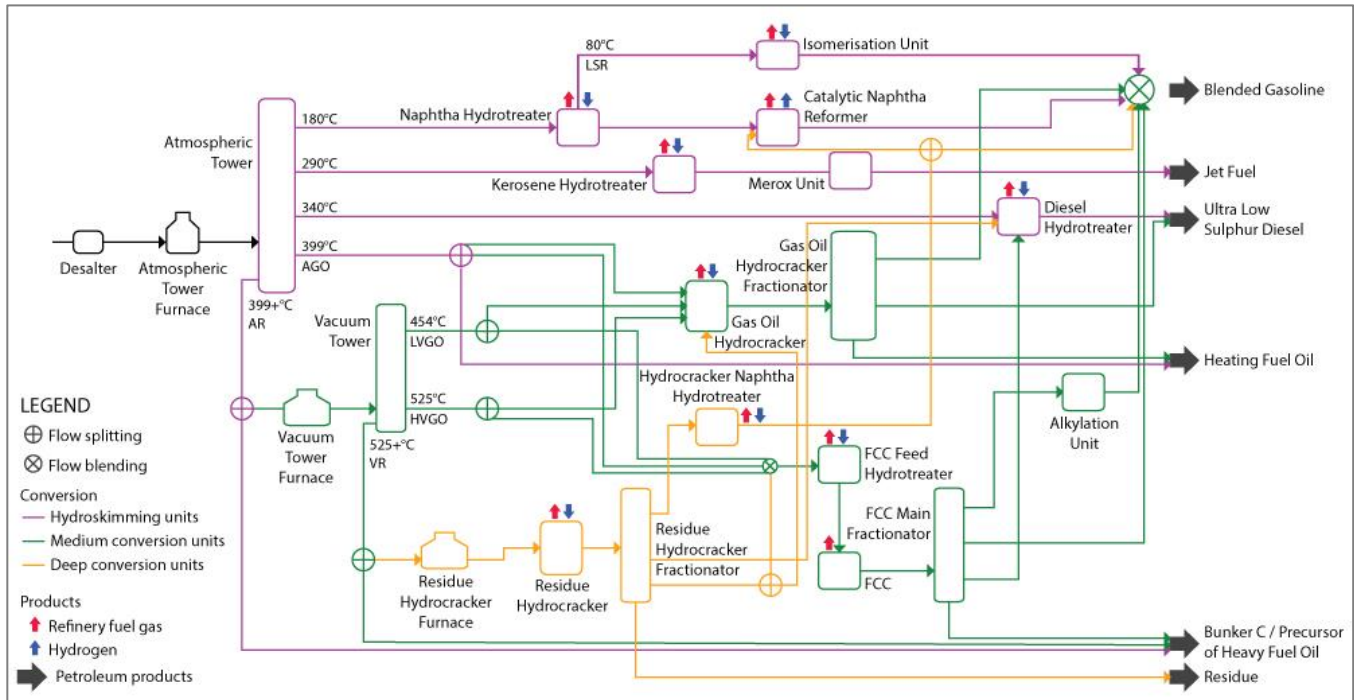 80°C
LSR
Isomerisation Unit
Blended Gasoline
Naphtha Hydrotreater
Catalytic Naphtha
Reformer
180°C
Atmospheric
Tower
290°C
Kerosene Hydrotreater
Merox Unit
Jet Fuel
340°C
Diesel
Hydrotreater
Ultra Low
Sulphur Diesel
399°C
AGO
Desalter
Atmospheric
Tower
Furnace
399+°C
AR
Gas Oil
Hydrocracker
Fractionator
Vacuum
Tower
454°C
LVGO
Gas Oil
Hydrocracker
Heating Fuel Oil
Hydrocracker Naphtha
Hydrotreater
525°C
HVGO
Alkylation
Unit
Vacuum
Tower
Furnace
525+°C
VR
FCC Feed
Hydrotreater
FCC Main
Fractionator
Residue
Hydrocracker
Fractionator
Residue
Hydrocracker
Furnace
Residue
Hydrocracker
FCC
Bunker C / Precursor
of Heavy Fuel Oil
Residue
LEGEND
Flow splitting
Flow blending
Conversion
Hydroskimming units
Medium conversion units
Deep conversion units
Products
Refinery fuel gas
Hydrogen
Petroleum products